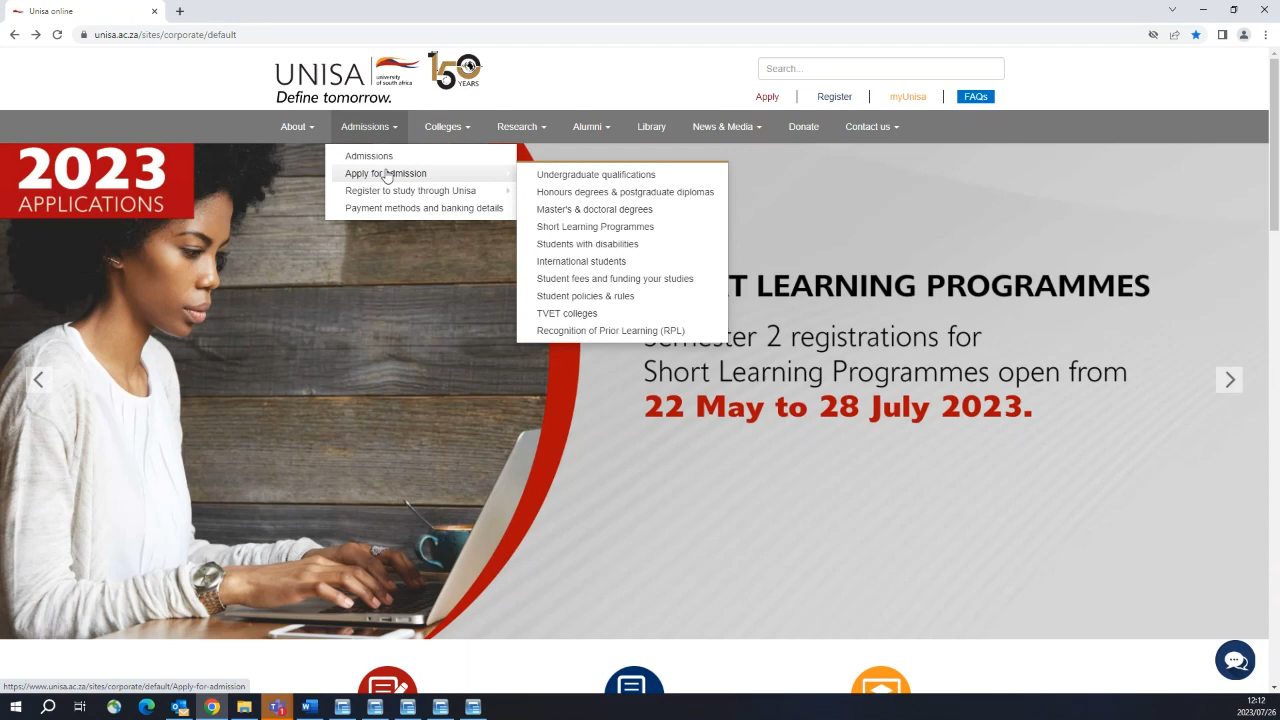 Unisa online
unisa.ac.za/sites/corporate/default
UNISA
university
of south africa
150
YEARS
Define tomorrow.
Search...
Apply
Register
myUnisa
FAQs
About
Admissions
Colleges
Research
Alumni
Library
News & Media
Donate
Contact us
2023
APPLICATIONS
Admissions
Apply for admission
Register to study through Unisa
Payment methods and banking details
Undergraduate qualifications
Honours degrees & postgraduate diplomas
Master's & doctoral degrees
Short Learning Programmes
Students with disabilities
International students
Student fees and funding your studies
Student policies & rules
TVET colleges
Recognition of Prior Learning (RPL)
T LEARNING PROGRAMMES
Semester 2 registrations for
Short Learning Programmes open from
22 May to 28 July 2023.
https://www.unisa.ac.za/sites/corporate/default/Apply-for-admission
12:12
2023/07/26